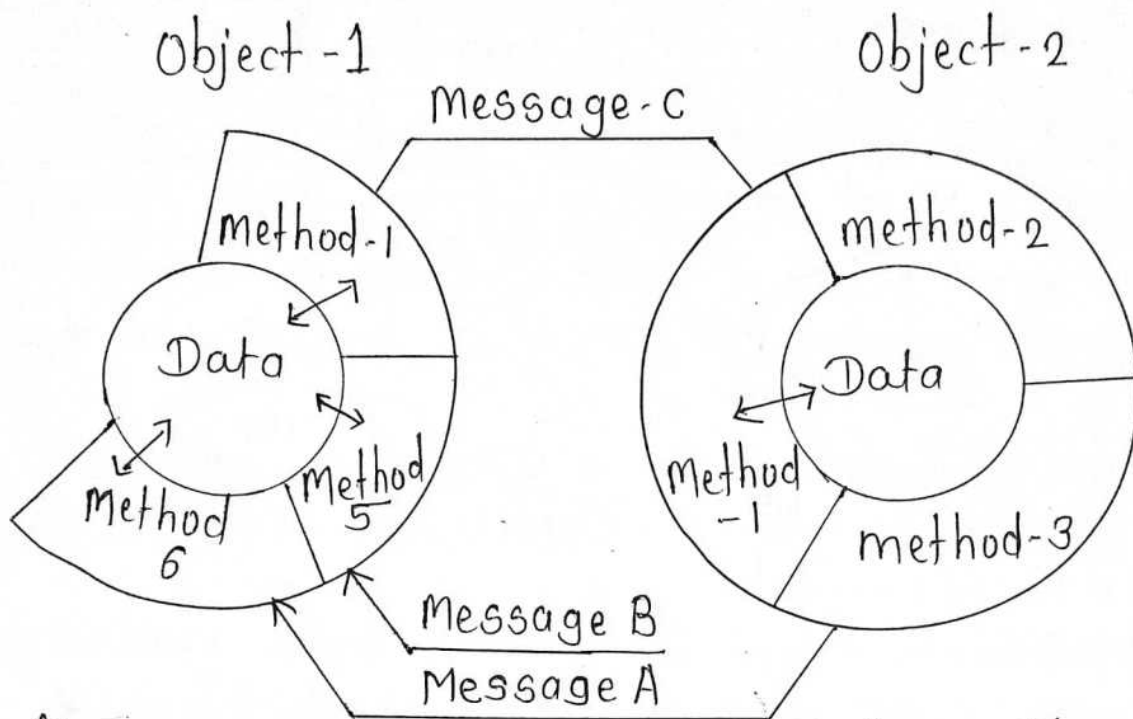 Object-1
Object-2
Message-C
method-1
method-2
Data
Data
Method
5
Method
6
Method
-1
method-3
Message B
Message A